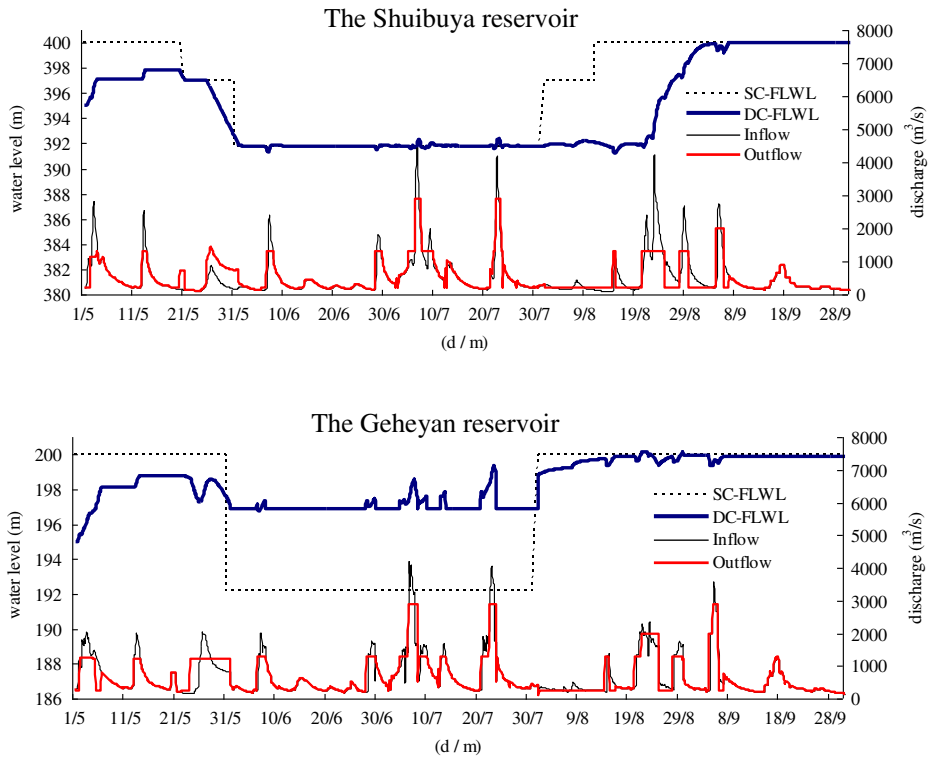 The Shuibuya reservoir
water level (m)
400
398
396
394
392
390
388
386
384
382
380
8000
7000
6000
5000
4000
3000
2000
1000
0
discharge (m³/s)
SC-FLWL
DC-FLWL
Inflow
Outflow
1/5 11/5 21/5 31/5 10/6 20/6 30/6 10/7 20/7 30/7 9/8 19/8 29/8 8/9 18/9 28/9
(d / m)
The Geheyan reservoir
water level (m)
200
198
196
194
192
190
188
186
8000
7000
6000
5000
4000
3000
2000
1000
0
discharge (m³/s)
SC-FLWL
DC-FLWL
Inflow
Outflow
1/5 11/5 21/5 31/5 10/6 20/6 30/6 10/7 20/7 30/7 9/8 19/8 29/8 8/9 18/9 28/9
(d / m)